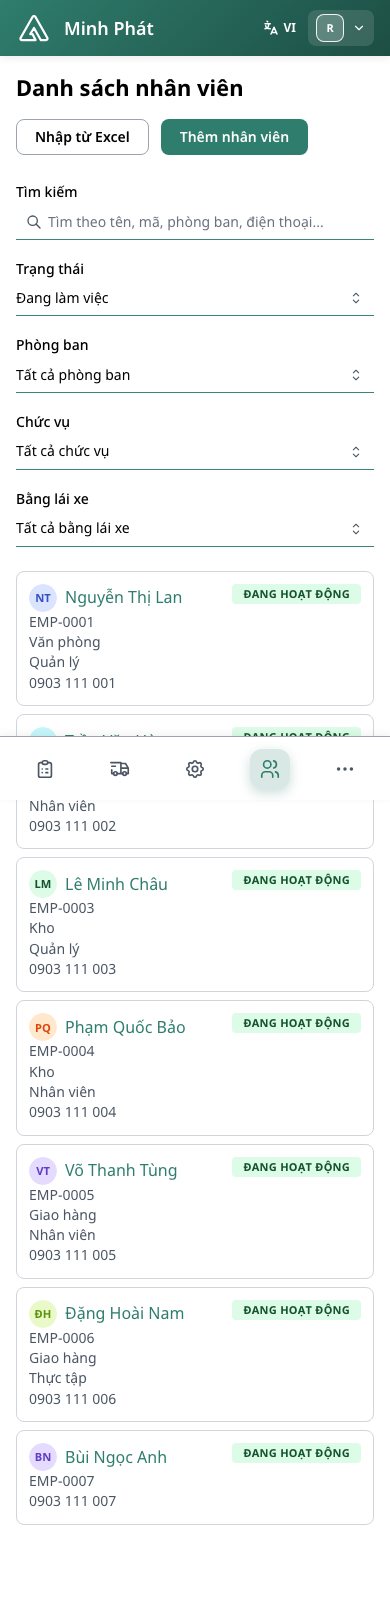 Minh Phát
VI
R
Danh sách nhân viên
Nhập từ Excel
Thêm nhân viên
Tìm kiếm
Tìm theo tên, mã, phòng ban, điện thoại...
Trạng thái
Đang làm việc
Phòng ban
Tất cả phòng ban
Chức vụ
Tất cả chức vụ
Bằng lái xe
Tất cả bằng lái xe
NT
Nguyễn Thị Lan
ĐANG HOẠT ĐỘNG
EMP-0001
Văn phòng
Quản lý
0903 111 001
Nhân viên
0903 111 002
LM
Lê Minh Châu
ĐANG HOẠT ĐỘNG
EMP-0003
Kho
Quản lý
0903 111 003
PQ
Phạm Quốc Bảo
ĐANG HOẠT ĐỘNG
EMP-0004
Kho
Nhân viên
0903 111 004
VT
Võ Thanh Tùng
ĐANG HOẠT ĐỘNG
EMP-0005
Giao hàng
Nhân viên
0903 111 005
ĐH
Đặng Hoài Nam
ĐANG HOẠT ĐỘNG
EMP-0006
Giao hàng
Thực tập
0903 111 006
BN
Bùi Ngọc Anh
ĐANG HOẠT ĐỘNG
EMP-0007
0903 111 007